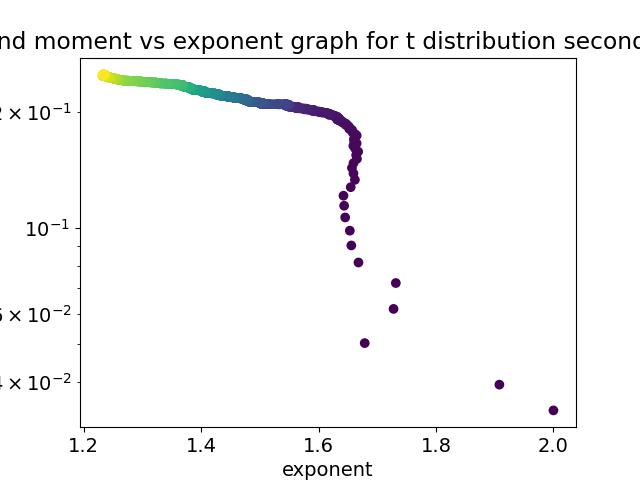 nd moment vs exponent graph for t distribution secon
2 × 10⁻¹
10⁻¹
6 × 10⁻²
4 × 10⁻²
1.2 1.4 1.6 1.8 2.0
exponent